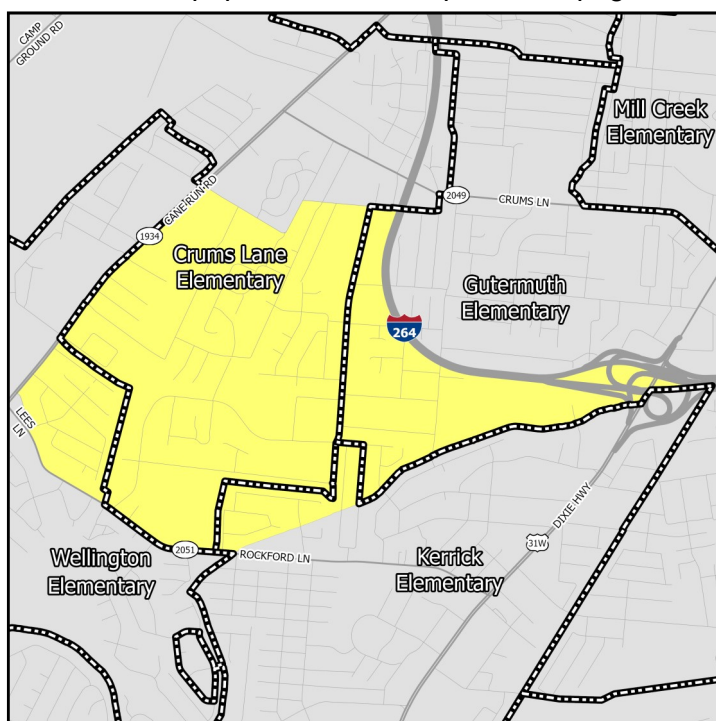 CAMP
GROUND RD
Mill Creek
Elementary
CANE RUN RD
2049
CRUMS LN
1934
Crums Lane
Elementary
Gutermuth
Elementary
264
LEES
LN
DIXIE HWY
31W
2051
ROCKFORD LN
Wellington
Elementary
Kerrick
Elementary